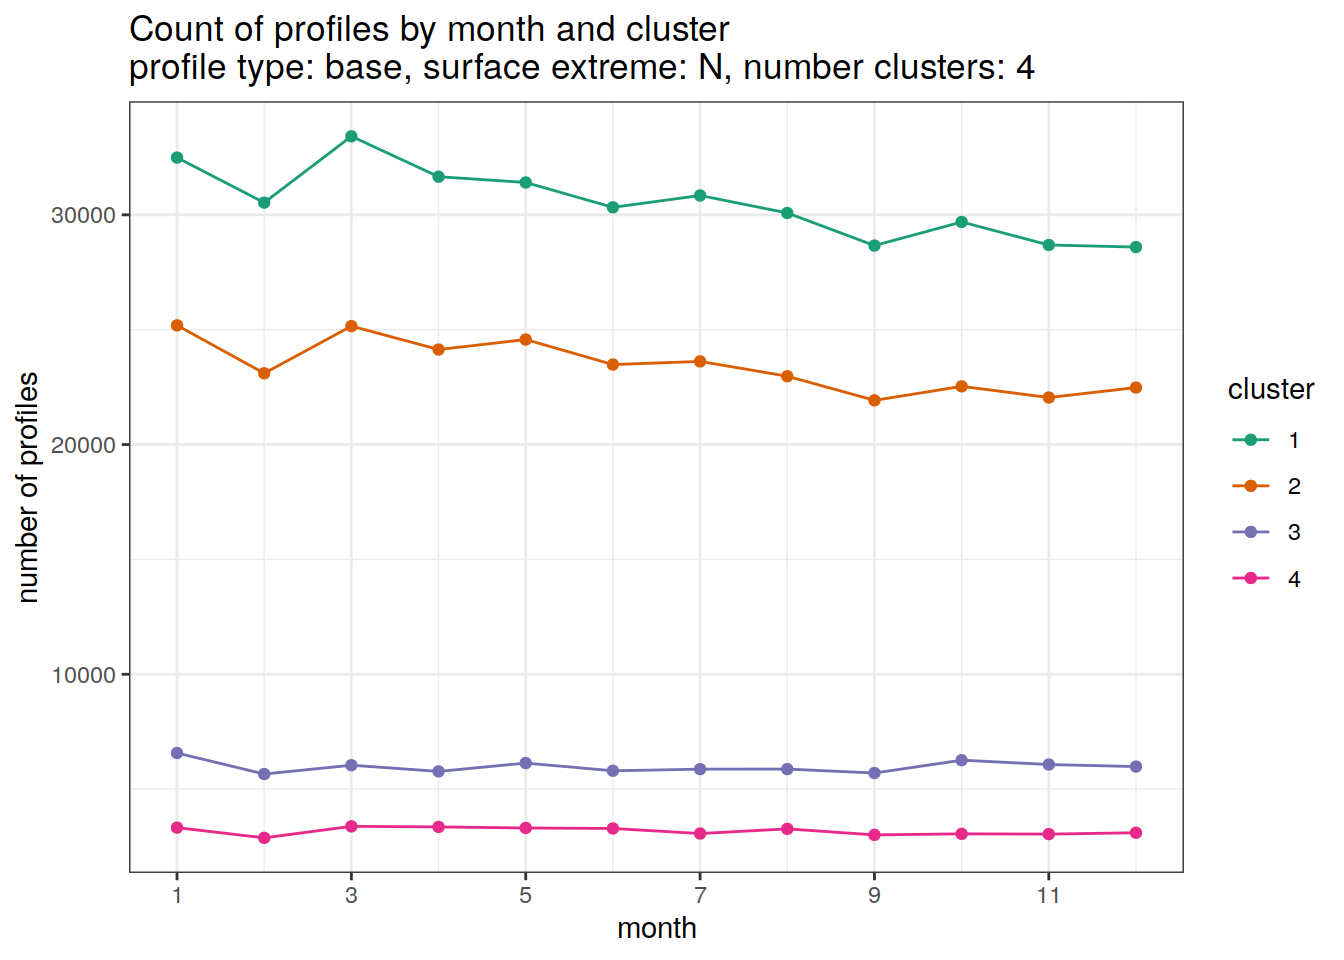 Count of profiles by month and cluster
profile type: base, surface extreme: N, number clusters: 4
number of profiles
30000
20000
10000
1
3
5
7
9
11
month
cluster
1
2
3
4